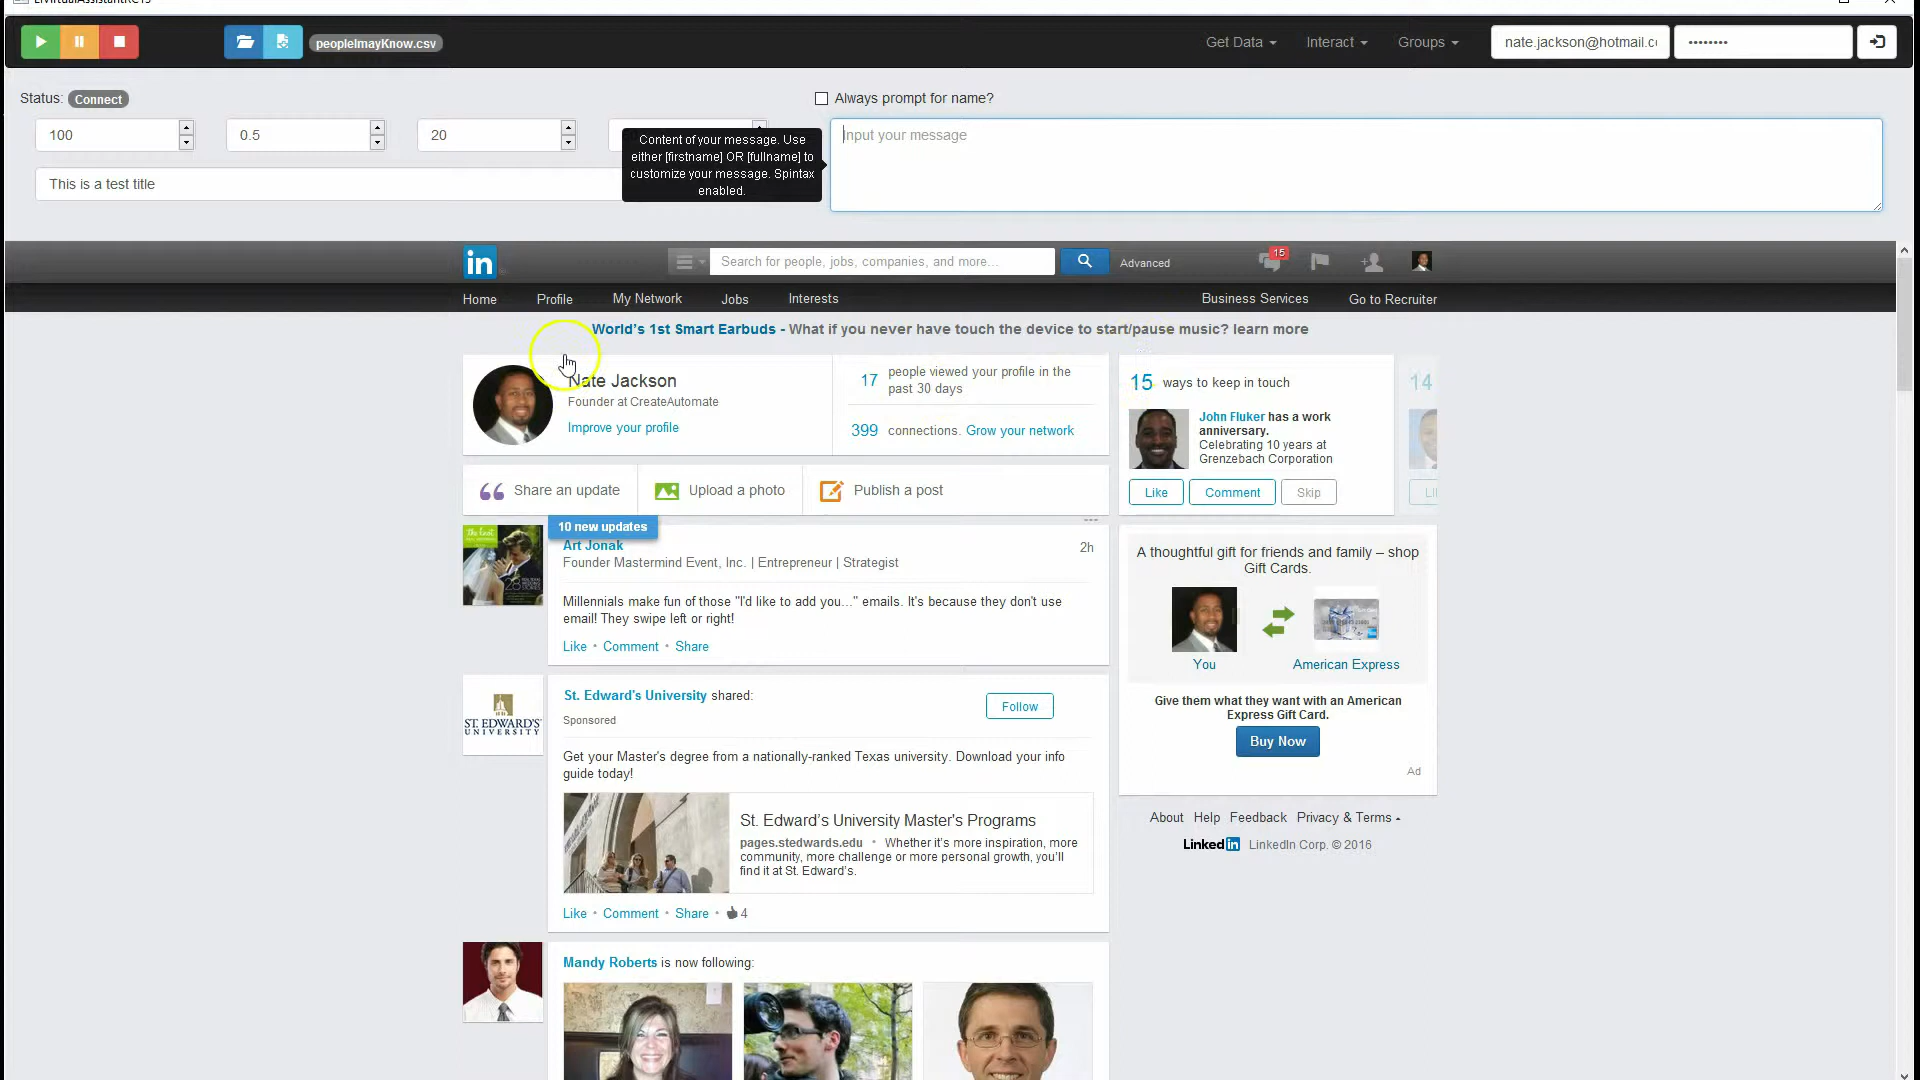 peopleImayKnow.csv
Get Data
Interact
Groups
nate.jackson@hotmail.c
••••••••
Status: Connect
Always prompt for name?
100
0.5
20
Content of your message. Use
either [firstname] OR [fullname] to
customize your message. Spintax
enabled.
Input your message
This is a test title
in
Search for people, jobs, companies, and more...
Advanced
15
Home
Profile
My Network
Jobs
Interests
Business Services
Go to Recruiter
World's 1st Smart Earbuds - What if you never have touch the device to start/pause music? learn more
Nate Jackson
Founder at CreateAutomate
Improve your profile
17 people viewed your profile in the
past 30 days
399 connections. Grow your network
15 ways to keep in touch
14
John Fluker has a work
anniversary.
Celebrating 10 years at
Grenzebach Corporation
Like
Comment
Skip
Share an update
Upload a photo
Publish a post
10 new updates
the knot
Art Jonak
2h
Founder Mastermind Event, Inc. | Entrepreneur | Strategist
Millennials make fun of those "I'd like to add you..." emails. It's because they don't use
email! They swipe left or right!
Like • Comment • Share
A thoughtful gift for friends and family – shop
Gift Cards.
You
American Express
Give them what they want with an American
Express Gift Card.
Buy Now
Ad
ST. EDWARD'S
UNIVERSITY
St. Edward's University shared:
Sponsored
Follow
Get your Master's degree from a nationally-ranked Texas university. Download your info
guide today!
St. Edward's University Master's Programs
pages.stedwards.edu • Whether it's more inspiration, more
community, more challenge or more personal growth, you'll
find it at St. Edward's.
Like • Comment • Share • 4
About Help Feedback Privacy & Terms
Linked in LinkedIn Corp. © 2016
Mandy Roberts is now following: